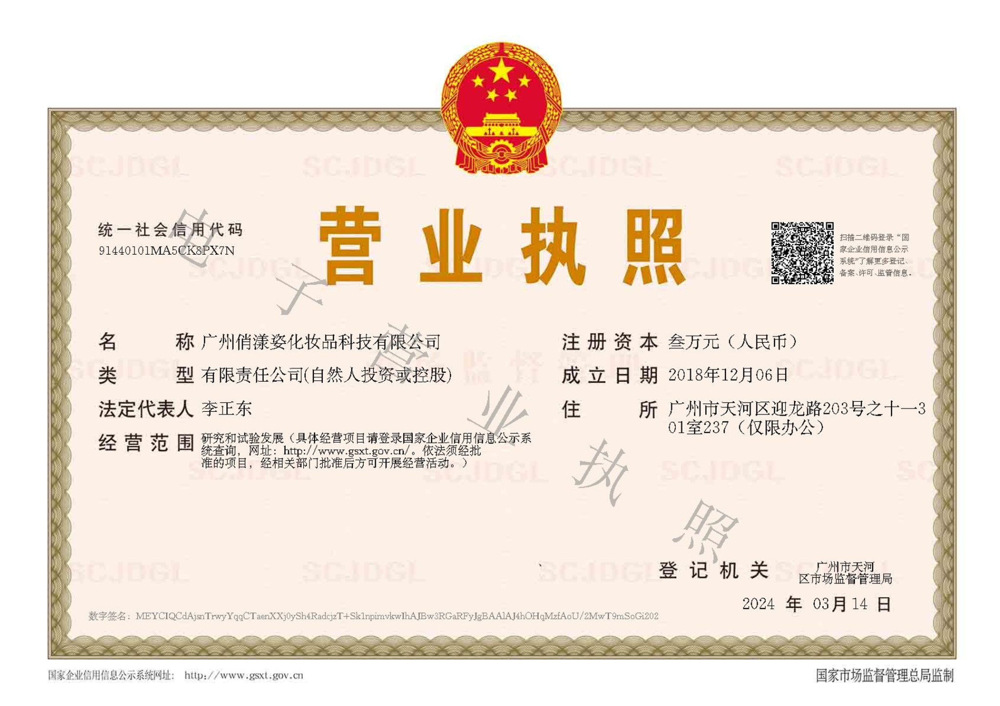 营业执照
统一社会信用代码
91440101MA5CK8PX7N
扫描二维码登录“国
家企业信用信息公示
系统”了解更多登记、
备案、许可、监管信息。
名称 广州俏漾姿化妆品科技有限公司
类型 有限责任公司(自然人投资或控股)
法定代表人 李正东
经营范围 研究和试验发展（具体经营项目请登录国家企业信用信息公示系
统查询，网址：http://www.gsxt.gov.cn/。依法须经批
准的项目，经相关部门批准后方可开展经营活动。）
注册资本 叁万元（人民币）
成立日期 2018年12月06日
住所 广州市天河区迎龙路203号之十一3
01室237（仅限办公）
电子营业执照
登记机关
广州市天河
区市场监督管理局
2024 年 03月 14 日
数字签名：MEYCIQCdAjsnTrwyYqqCTaenXXj0ySh4RadcjzT+Sk1npimvkwIhAJBw3RGaRFyJgBAAlAJ4hOHqMzfAoU/2MwT9mSoGi202
国家企业信用信息公示系统网址： http://www.gsxt.gov.cn
国家市场监督管理总局监制
SCJDGL